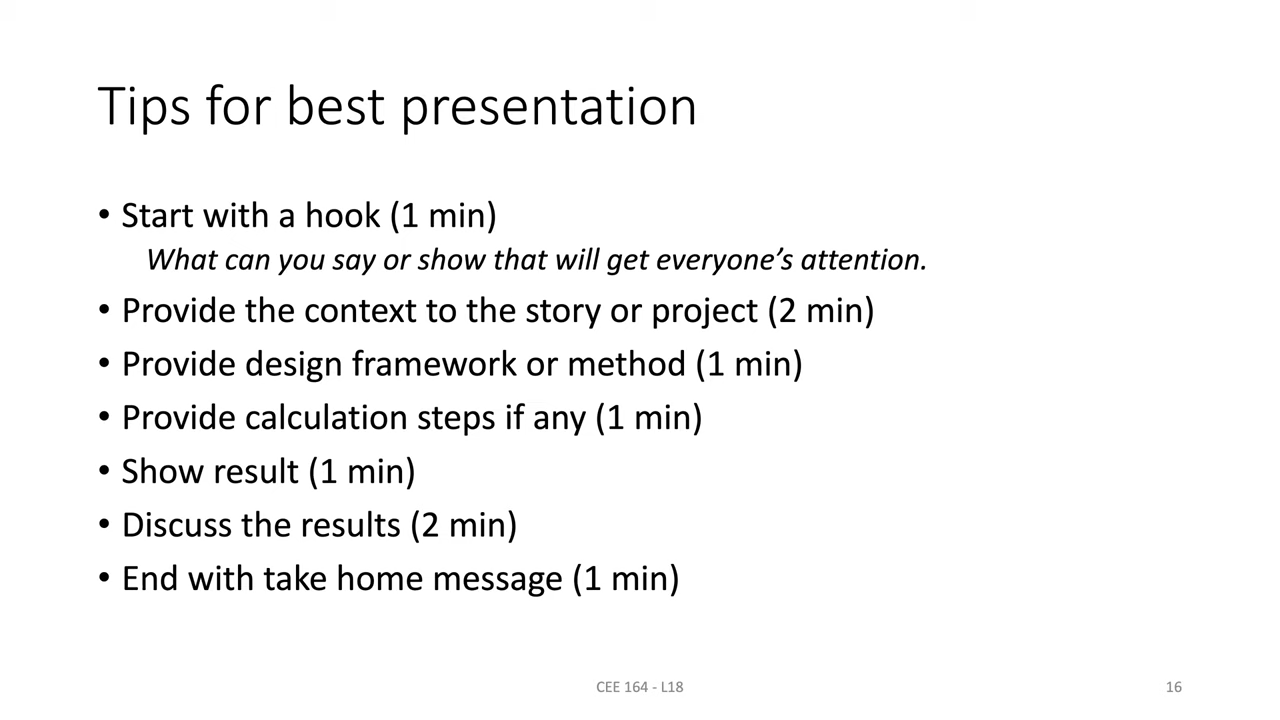 Tips for best presentation
• Start with a hook (1 min)
What can you say or show that will get everyone’s attention.
• Provide the context to the story or project (2 min)
• Provide design framework or method (1 min)
• Provide calculation steps if any (1 min)
• Show result (1 min)
• Discuss the results (2 min)
• End with take home message (1 min)
CEE 164 - L18
16